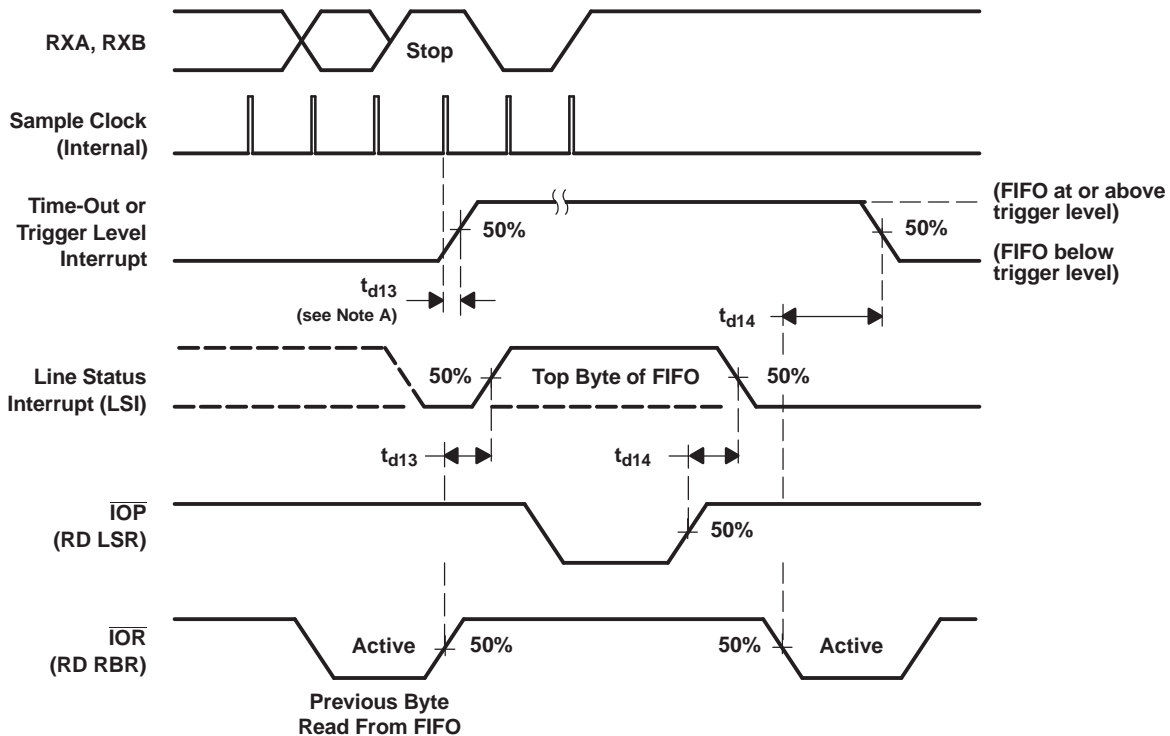 RXA, RXB
Stop
Sample Clock
(Internal)
Time-Out or
Trigger Level
Interrupt
50%
50%
(FIFO at or above
trigger level)
(FIFO below
trigger level)
td13
(see Note A)
td14
Line Status
Interrupt (LSI)
50%
Top Byte of FIFO
50%
td13
td14
IOP
(RD LSR)
50%
IOR
(RD RBR)
Active
50%
50%
Active
Previous Byte
Read From FIFO